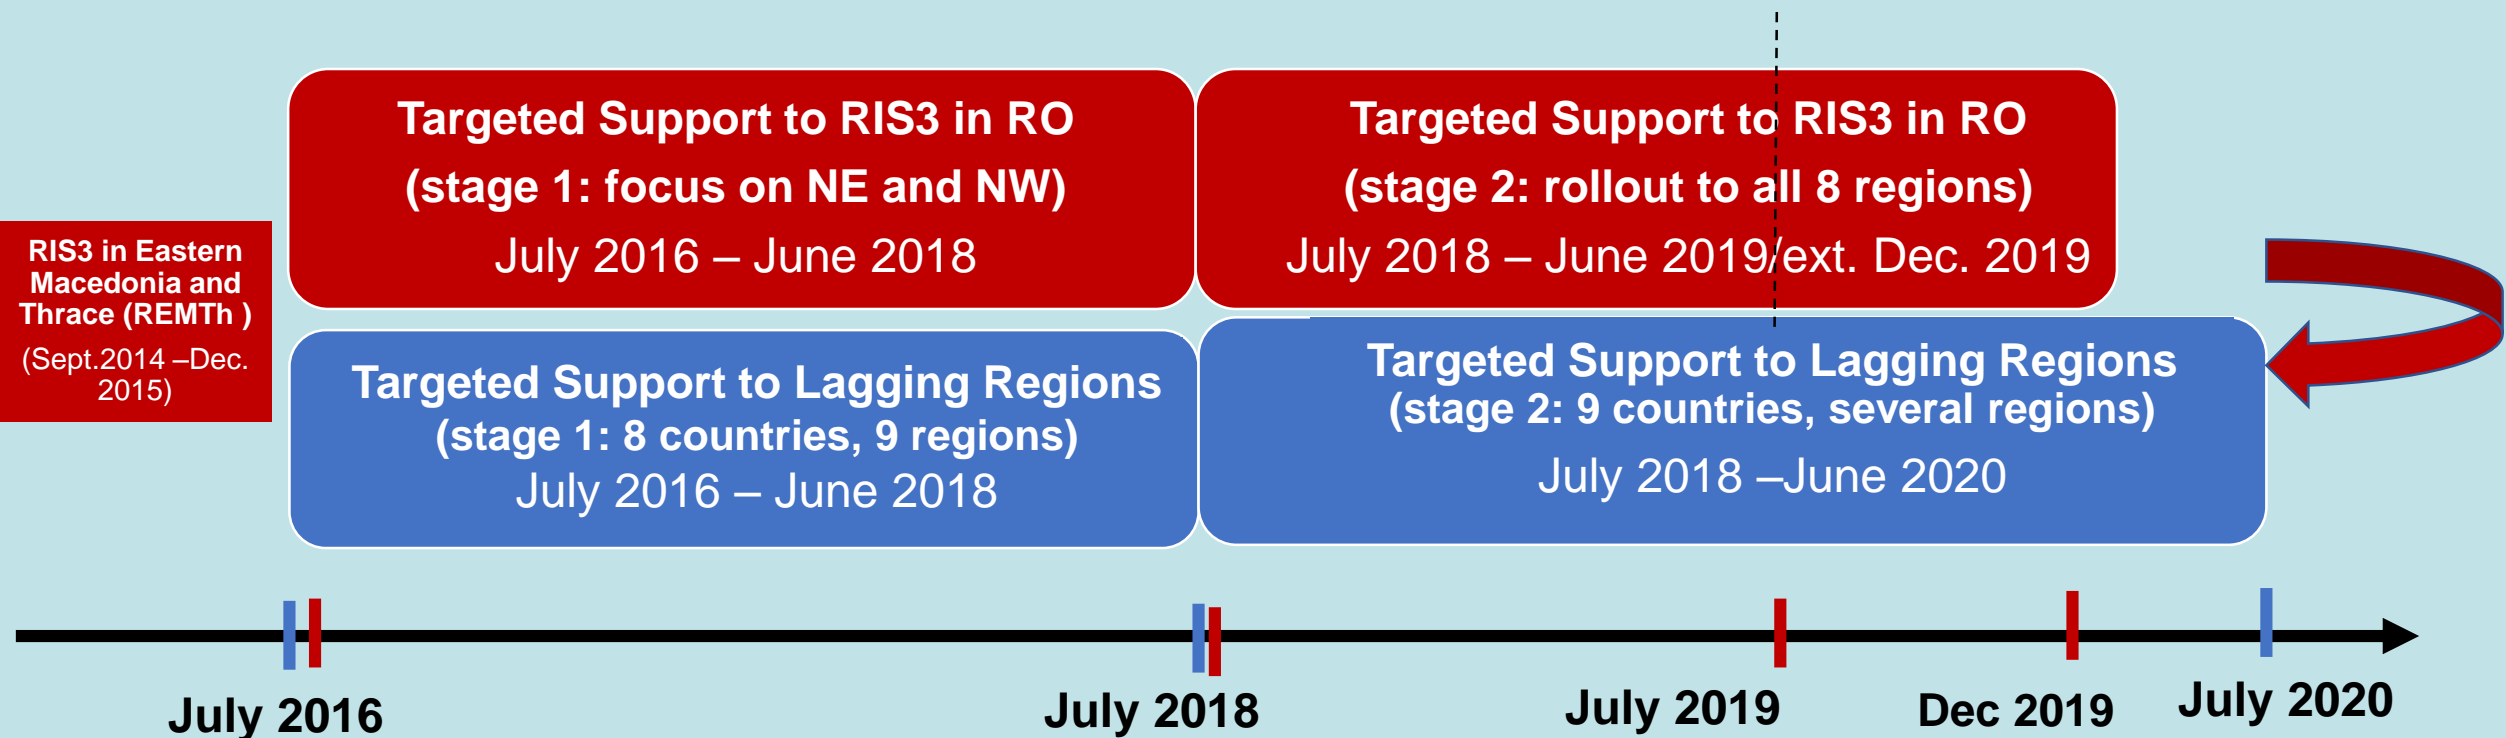 RIS3 in Eastern
Macedonia and
Thrace (REMTh )
(Sept.2014 –Dec.
2015)
Targeted Support to RIS3 in RO
(stage 1: focus on NE and NW)
July 2016 – June 2018
Targeted Support to RIS3 in RO
(stage 2: rollout to all 8 regions)
July 2018 – June 2019/ext. Dec. 2019
Targeted Support to Lagging Regions
(stage 1: 8 countries, 9 regions)
July 2016 – June 2018
Targeted Support to Lagging Regions
(stage 2: 9 countries, several regions)
July 2018 –June 2020
July 2016
July 2018
July 2019
Dec 2019
July 2020